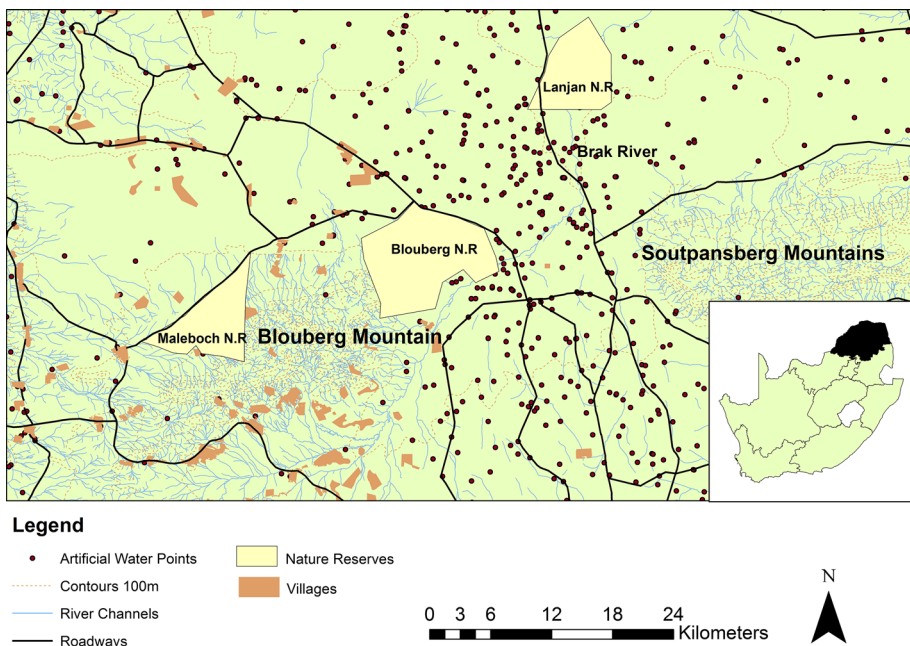 Lanjan N.R
Brak River
Soutpansberg Mountains
Blouberg N.R
Maleboch N.R
Blouberg Mountain
Legend
Artificial Water Points
Contours 100m
River Channels
Roadways
Nature Reserves
Villages
0 3 6 12 18 24
Kilometers
N